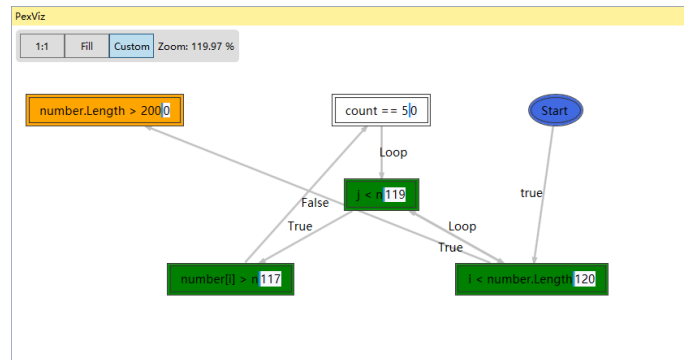 PexViz
1:1 Fill Custom Zoom: 119.97 %
number.Length > 200 0
count == 5 0
Start
Loop
j < n 119
true
False
True
Loop
True
number[i] > n 117
i < number.Length 120